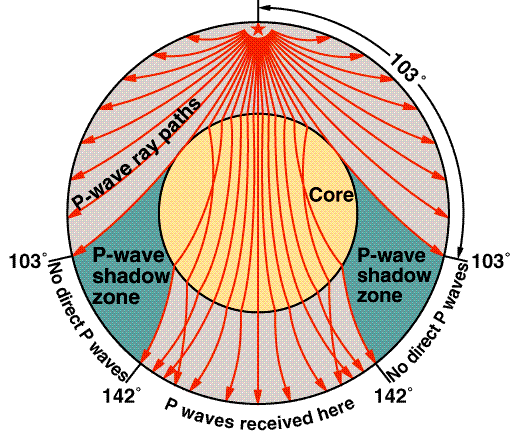 103°
P-wave ray paths
Core
P-wave
shadow
zone
P-wave
shadow
zone
103°
103°
No direct P waves
No direct P waves
142°
142°
P waves received here